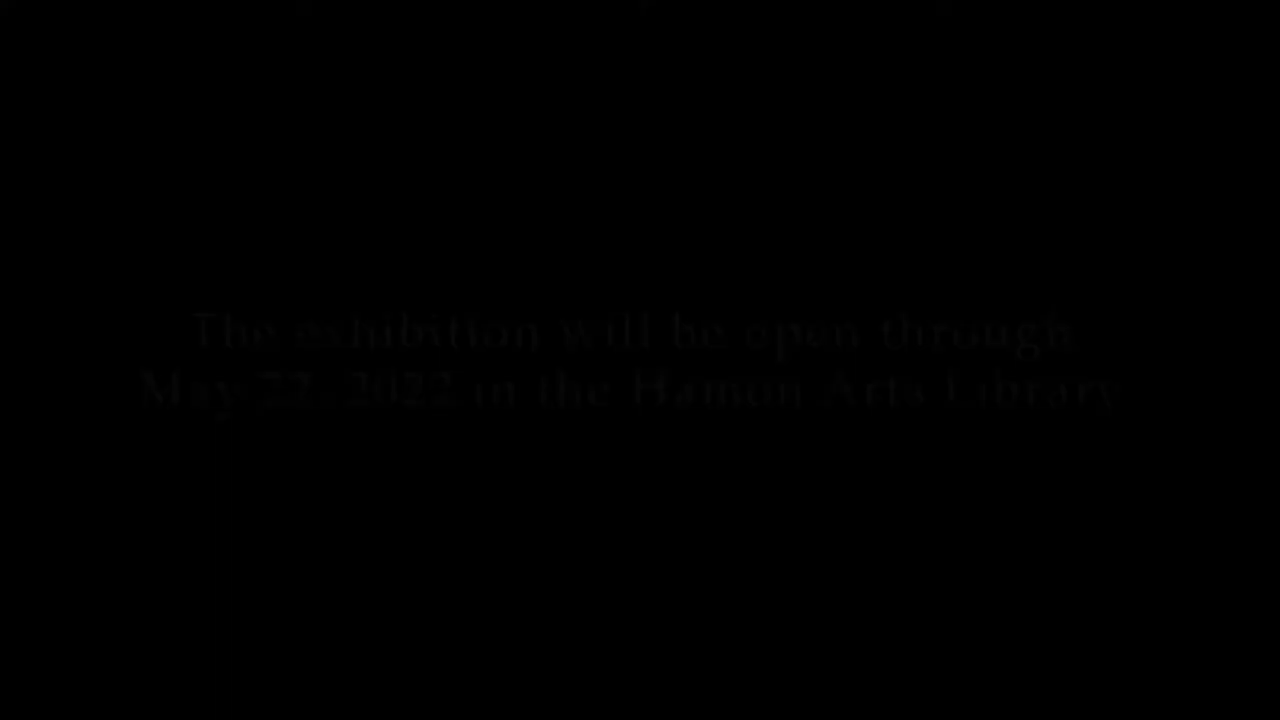 The exhibition will be open through
May 22, 2022 in the Hamon Arts Library